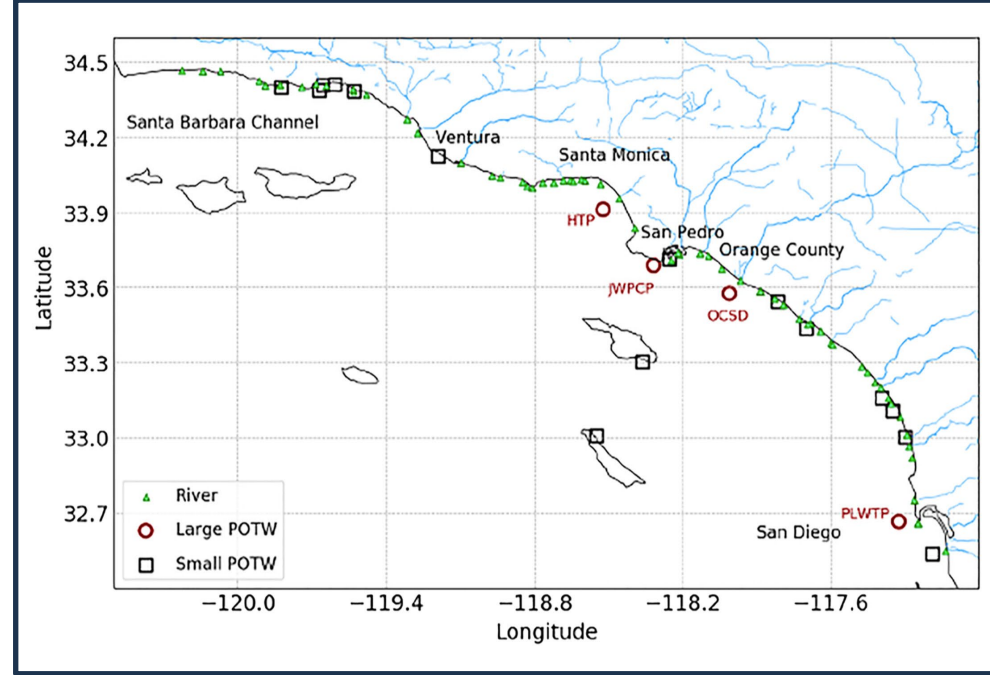 34.5
34.2
33.9
33.6
33.3
33.0
32.7
Latitude
Santa Barbara Channel
Ventura
Santa Monica
HTP
San Pedro
Orange County
JWPCP
OCSD
PLWTP
San Diego
River
Large POTW
Small POTW
−120.0
−119.4
−118.8
−118.2
−117.6
Longitude